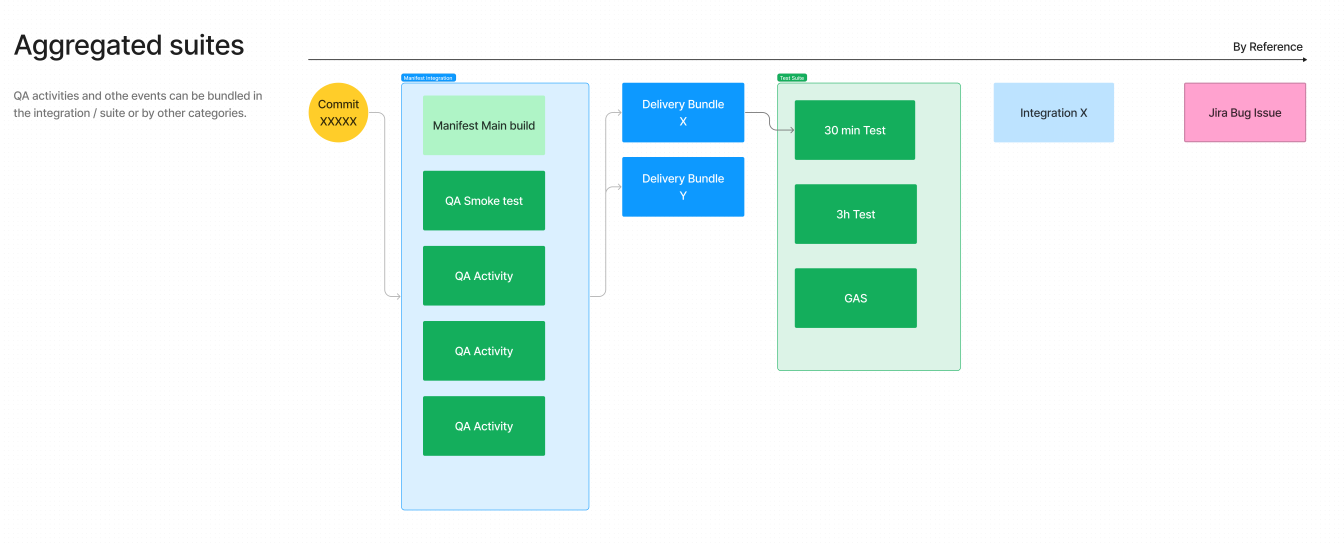 Aggregated suites
By Reference
QA activities and othe events can be bundled in
the integration / suite or by other categories.
Commit
XXXXX
Manifest Integration
Manifest Main build
QA Smoke test
QA Activity
QA Activity
QA Activity
Delivery Bundle
X
Delivery Bundle
Y
Test Suite
30 min Test
3h Test
GAS
Integration X
Jira Bug Issue